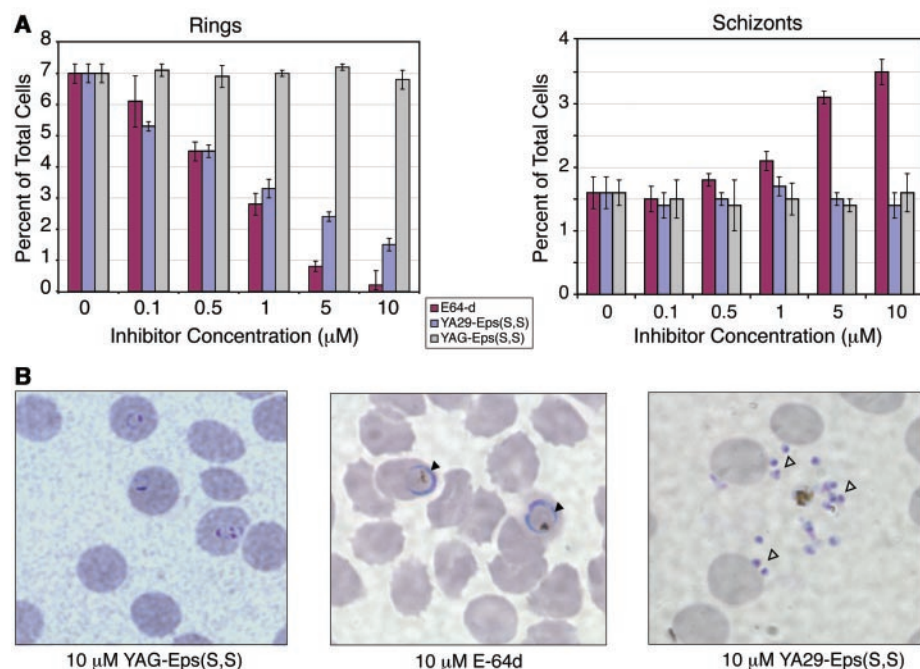 A
Rings
Schizonts
Percent of Total Cells
8
7
6
5
4
3
2
1
0
0 0.1 0.5 1 5 10
Inhibitor Concentration (µM)
E64-d
YA29-Eps(S,S)
YAG-Eps(S,S)
Percent of Total Cells
4
3
2
1
0
0 0.1 0.5 1 5 10
Inhibitor Concentration (µM)
B
10 µM YAG-Eps(S,S)
10 µM E-64d
10 µM YA29-Eps(S,S)